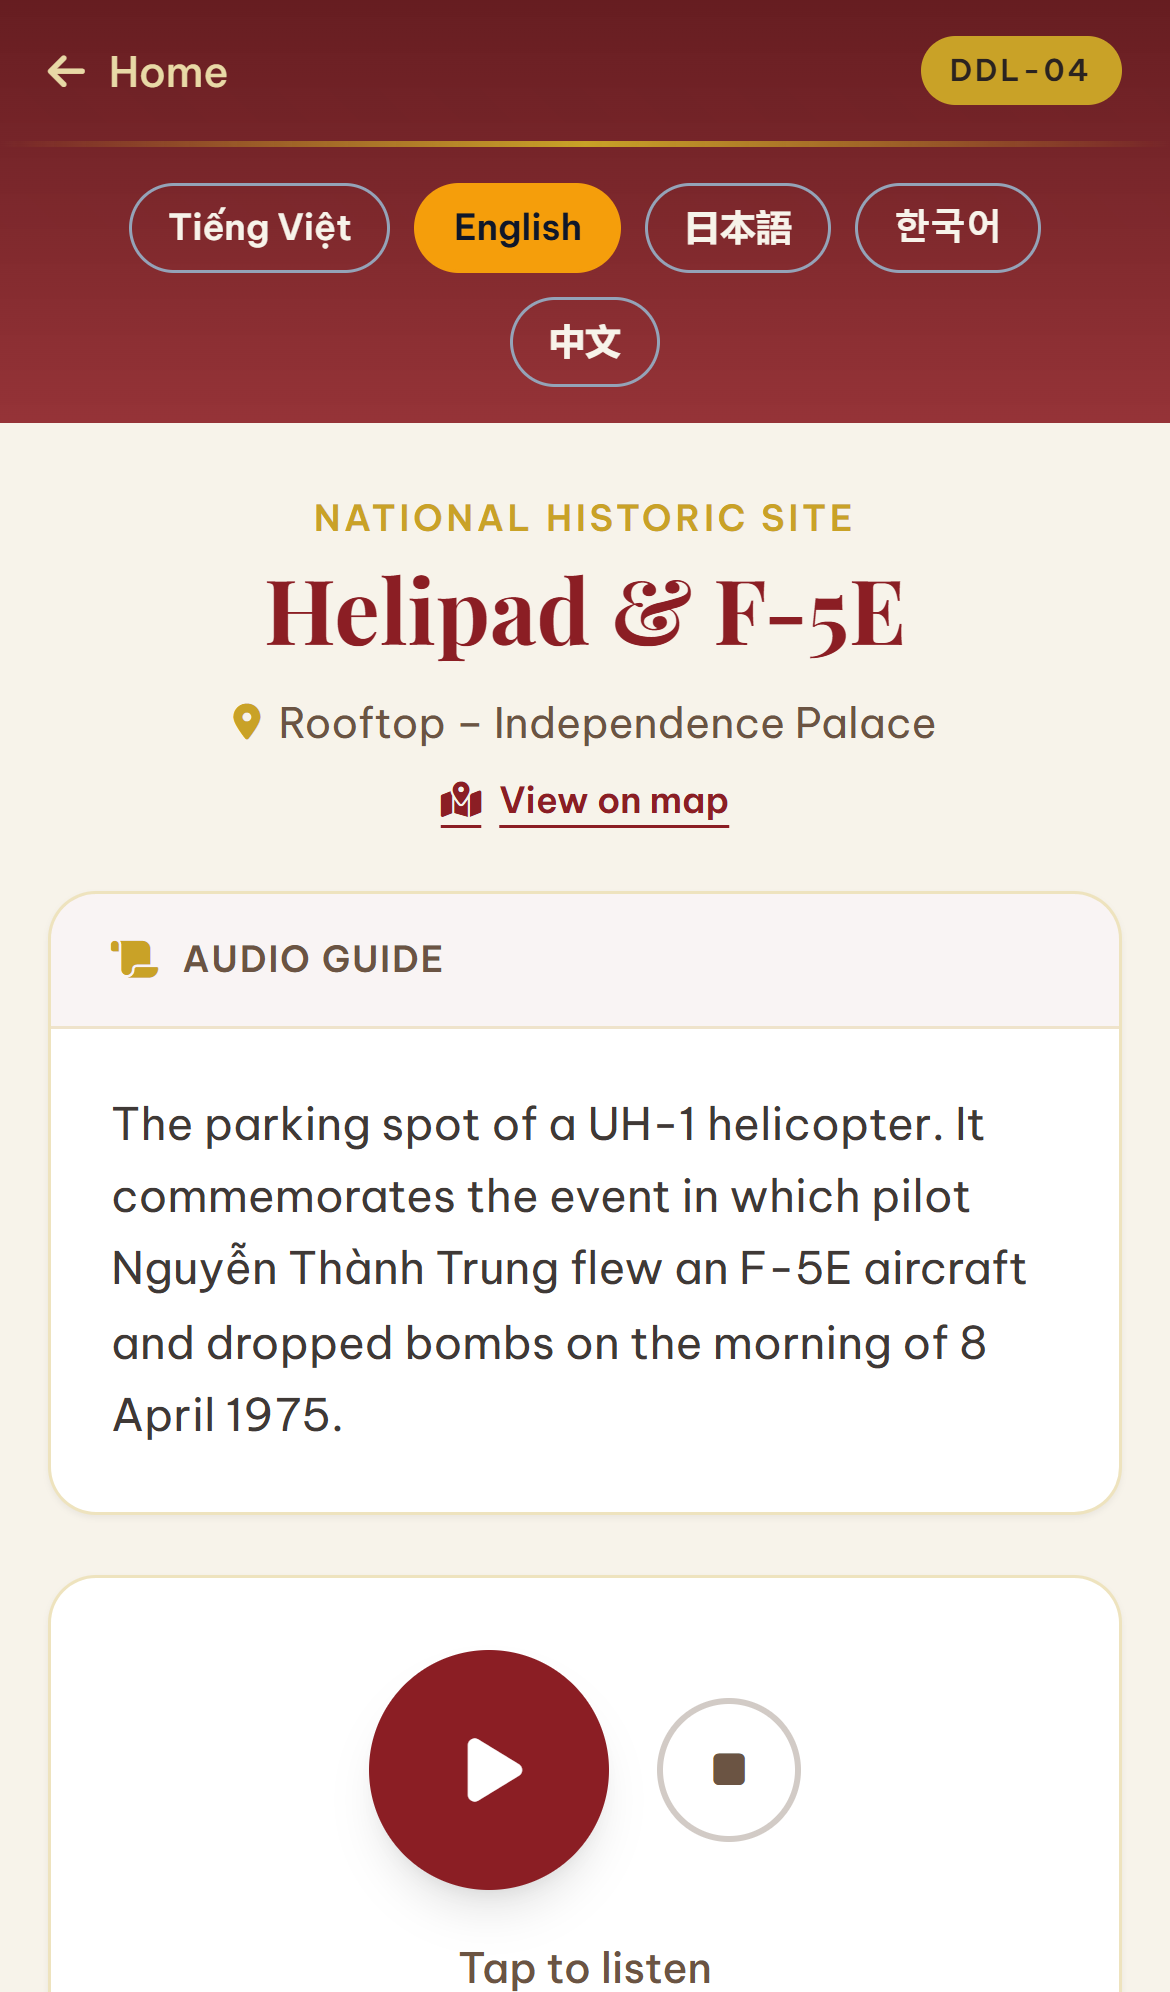 Home
DDL-04
Tiếng Việt
English
日本語
한국어
中文
NATIONAL HISTORIC SITE
Helipad & F-5E
Rooftop – Independence Palace
View on map
AUDIO GUIDE
The parking spot of a UH-1 helicopter. It
commemorates the event in which pilot
Nguyễn Thành Trung flew an F-5E aircraft
and dropped bombs on the morning of 8
April 1975.
Tap to listen